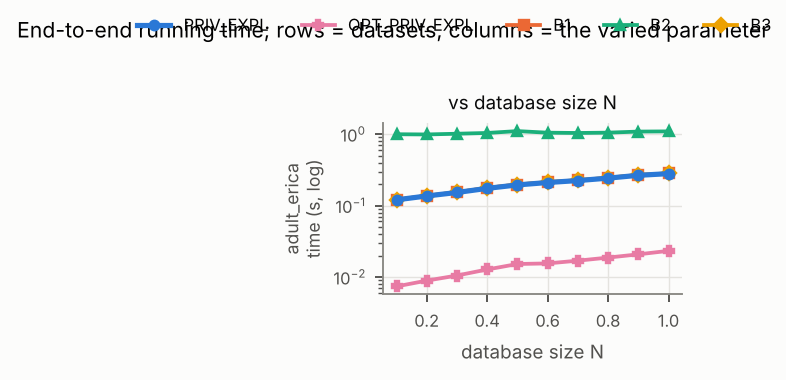 End-to-end running time; rows = datasets, columns = the varied parameter
PRIV_EXPL OPT_PRIV_EXPL B1 B2 B3
vs database size N
10⁰
10⁻¹
10⁻²
adult_erica
time (s, log)
0.2 0.4 0.6 0.8 1.0
database size N